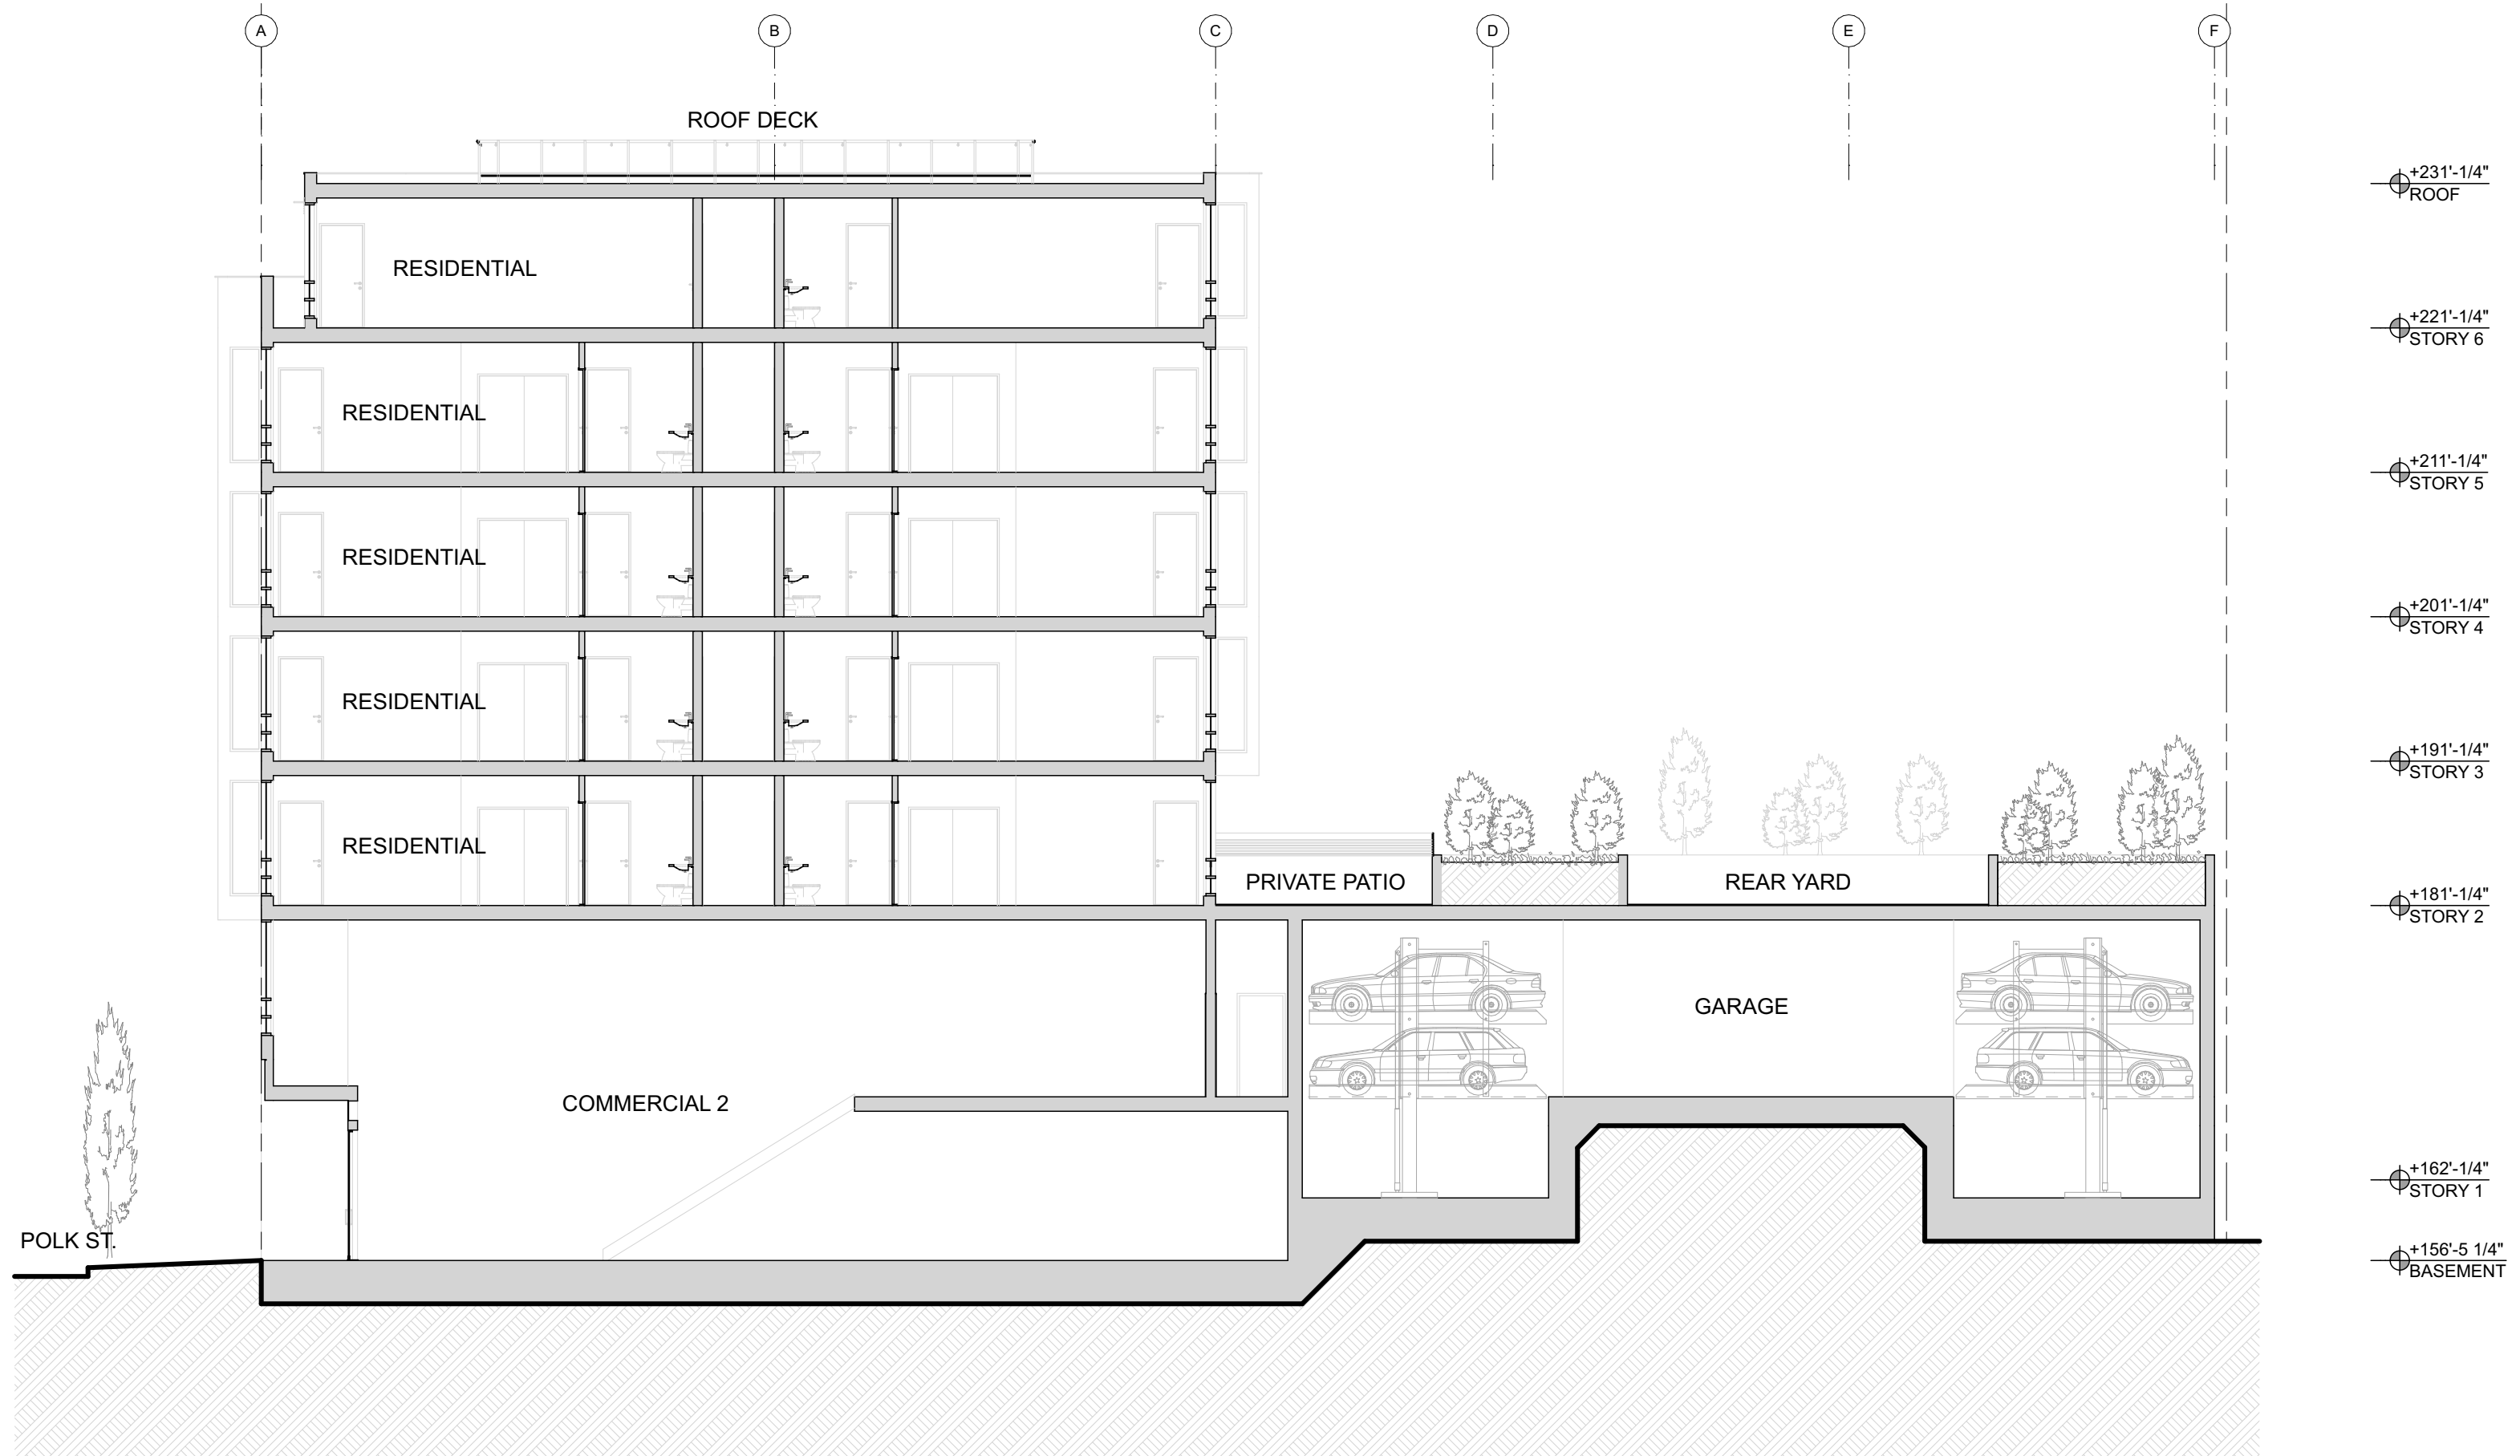 A
B
C
D
E
F
ROOF DECK
+231'-1/4"
ROOF
RESIDENTIAL
+221'-1/4"
STORY 6
RESIDENTIAL
+211'-1/4"
STORY 5
RESIDENTIAL
+201'-1/4"
STORY 4
RESIDENTIAL
+191'-1/4"
STORY 3
RESIDENTIAL
PRIVATE PATIO
REAR YARD
+181'-1/4"
STORY 2
GARAGE
COMMERCIAL 2
+162'-1/4"
STORY 1
POLK ST.
+156'-5 1/4"
BASEMENT